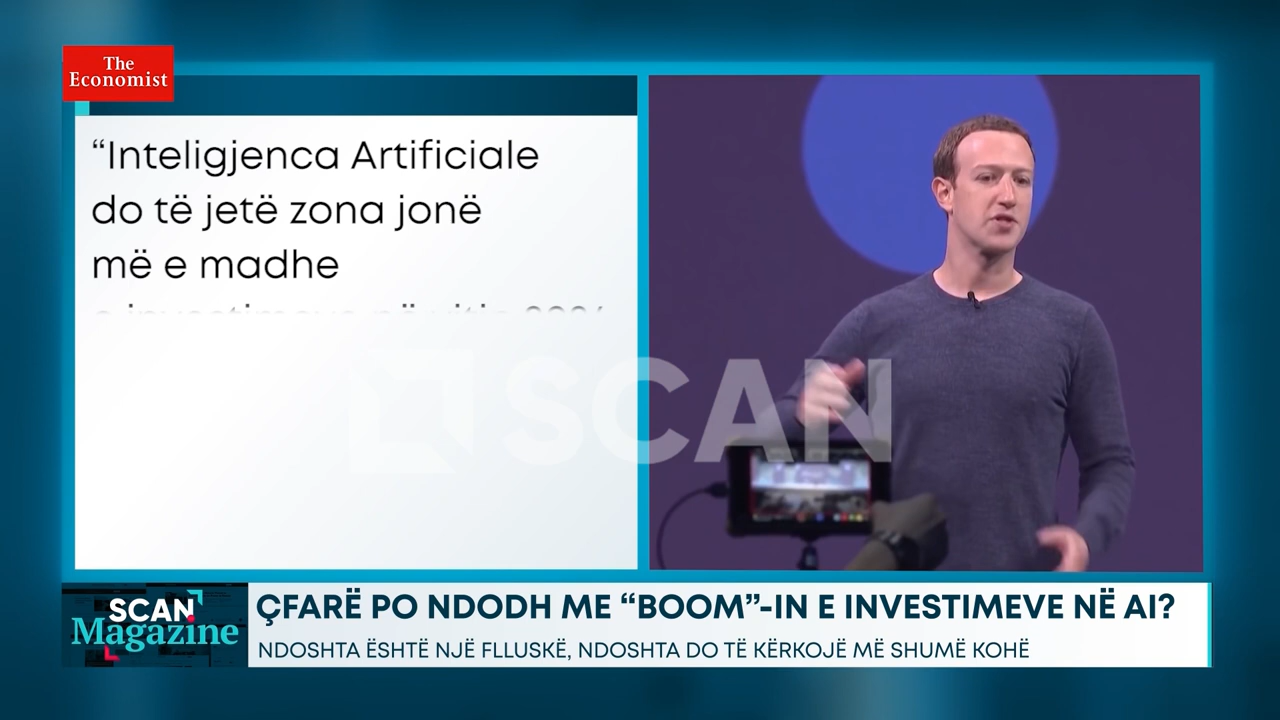 The
Economist
“Inteligjenca Artificiale
do të jetë zona jonë
më e madhe
SCAN
SCAN
Magazine
ÇFARË PO NDODH ME “BOOM”-IN E INVESTIMEVE NË AI?
NDOSHTA ËSHTË NJË FLLUSKË, NDOSHTA DO TË KËRKOJË MË SHUMË KOHË